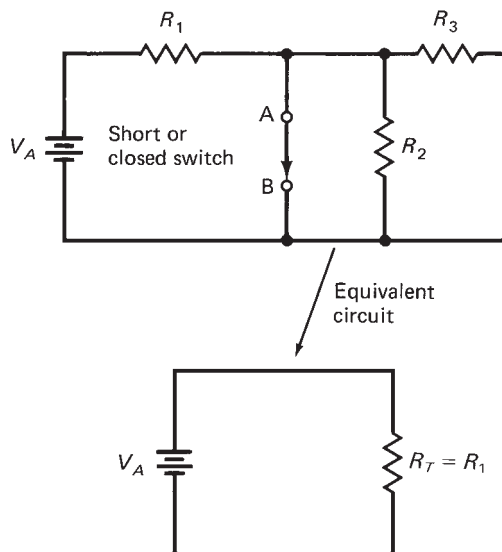 R1
R3
A
Short or
closed switch
VA
R2
B
Equivalent
circuit
VA
RT = R1